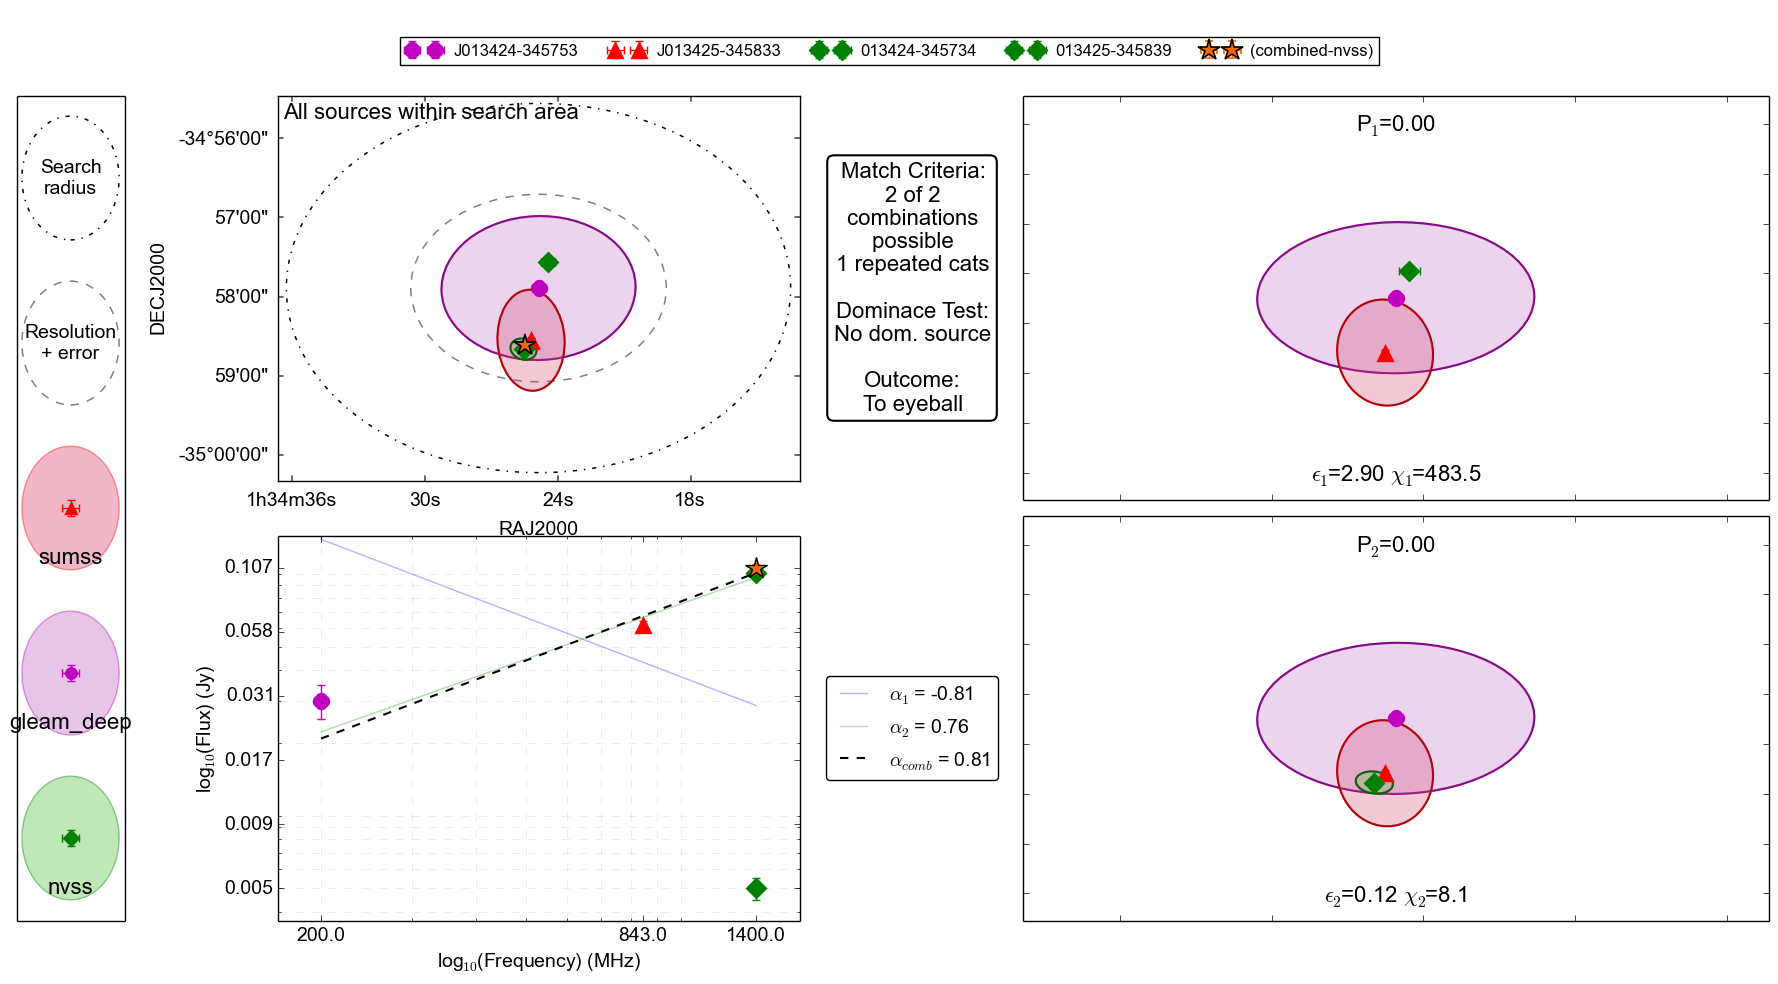 J013424-345753
J013425-345833
013424-345734
013425-345839
(combined-nvss)
Search
radius
Resolution
+ error
sumss
gleam_deep
nvss
All sources within search area
DECJ2000
-34°56'00"
57'00"
58'00"
59'00"
-35°00'00"
1h34m36s
30s
24s
18s
RAJ2000
Match Criteria:
2 of 2
combinations
possible
1 repeated cats
Dominace Test:
No dom. source
Outcome:
To eyeball
P1=0.00
ϵ1=2.90 χ1=483.5
log10(Flux) (Jy)
0.107
0.058
0.031
0.017
0.009
0.005
200.0
843.0
1400.0
log10(Frequency) (MHz)
α1 = -0.81
α2 = 0.76
αcomb = 0.81
P2=0.00
ϵ2=0.12 χ2=8.1